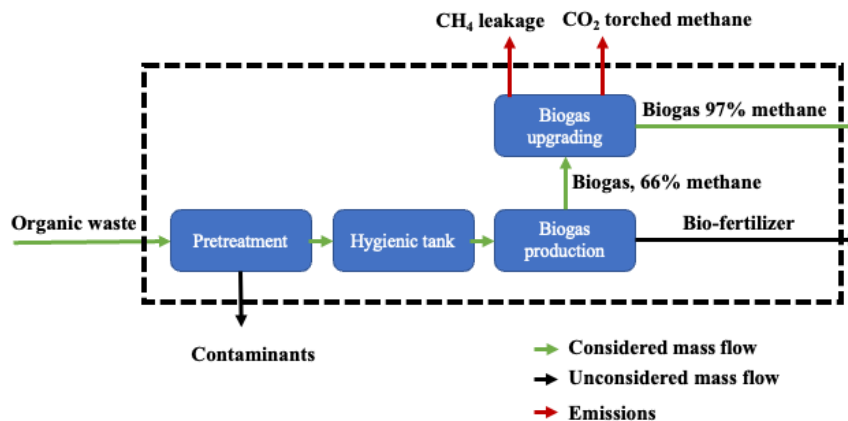 CH₄ leakage
CO₂ torched methane
Biogas
upgrading
Biogas 97% methane
Biogas, 66% methane
Organic waste
Pretreatment
Hygienic tank
Biogas
production
Bio-fertilizer
Contaminants
Considered mass flow
Unconsidered mass flow
Emissions